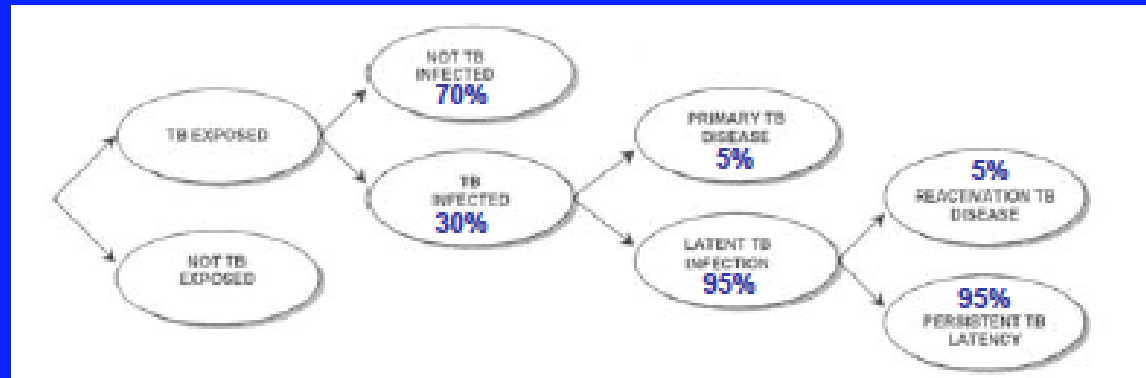 NOT TB
INFECTED
70%
TB EXPOSED
TB
INFECTED
30%
NOT TB
EXPOSED
PRIMARY TB
DISEASE
5%
LATENT TB
INFECTION
95%
5%
REACTIVATION TB
DISEASE
95%
PERSISTENT TB
LATENCY